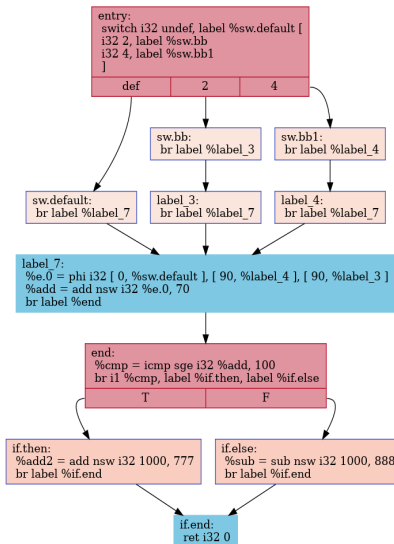 entry:
switch i32 undef, label %sw.default [
i32 2, label %sw.bb
i32 4, label %sw.bb1
]
def 2 4
sw.bb:
br label %label_3
sw.bb1:
br label %label_4
sw.default:
br label %label_7
label_3:
br label %label_7
label_4:
br label %label_7
label_7:
%e.0 = phi i32 [ 0, %sw.default ], [ 90, %label_4 ], [ 90, %label_3 ]
%add = add nsw i32 %e.0, 70
br label %end
end:
%cmp = icmp sge i32 %add, 100
br i1 %cmp, label %if.then, label %if.else
T F
if.then:
%add2 = add nsw i32 1000, 777
br label %if.end
if.else:
%sub = sub nsw i32 1000, 888
br label %if.end
if.end:
ret i32 0